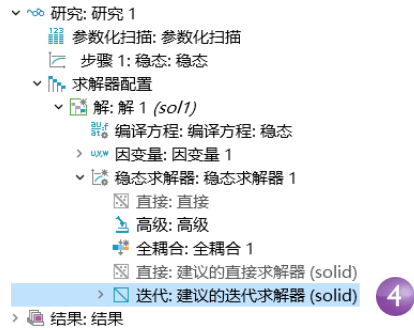 研究: 研究 1
参数化扫描: 参数化扫描
步骤 1: 稳态: 稳态
求解器配置
解: 解 1 (sol1)
编译方程: 编译方程: 稳态
因变量: 因变量 1
稳态求解器: 稳态求解器 1
直接: 直接
高级: 高级
全耦合: 全耦合 1
直接: 建议的直接求解器 (solid)
迭代: 建议的迭代求解器 (solid) 4
结果: 结果